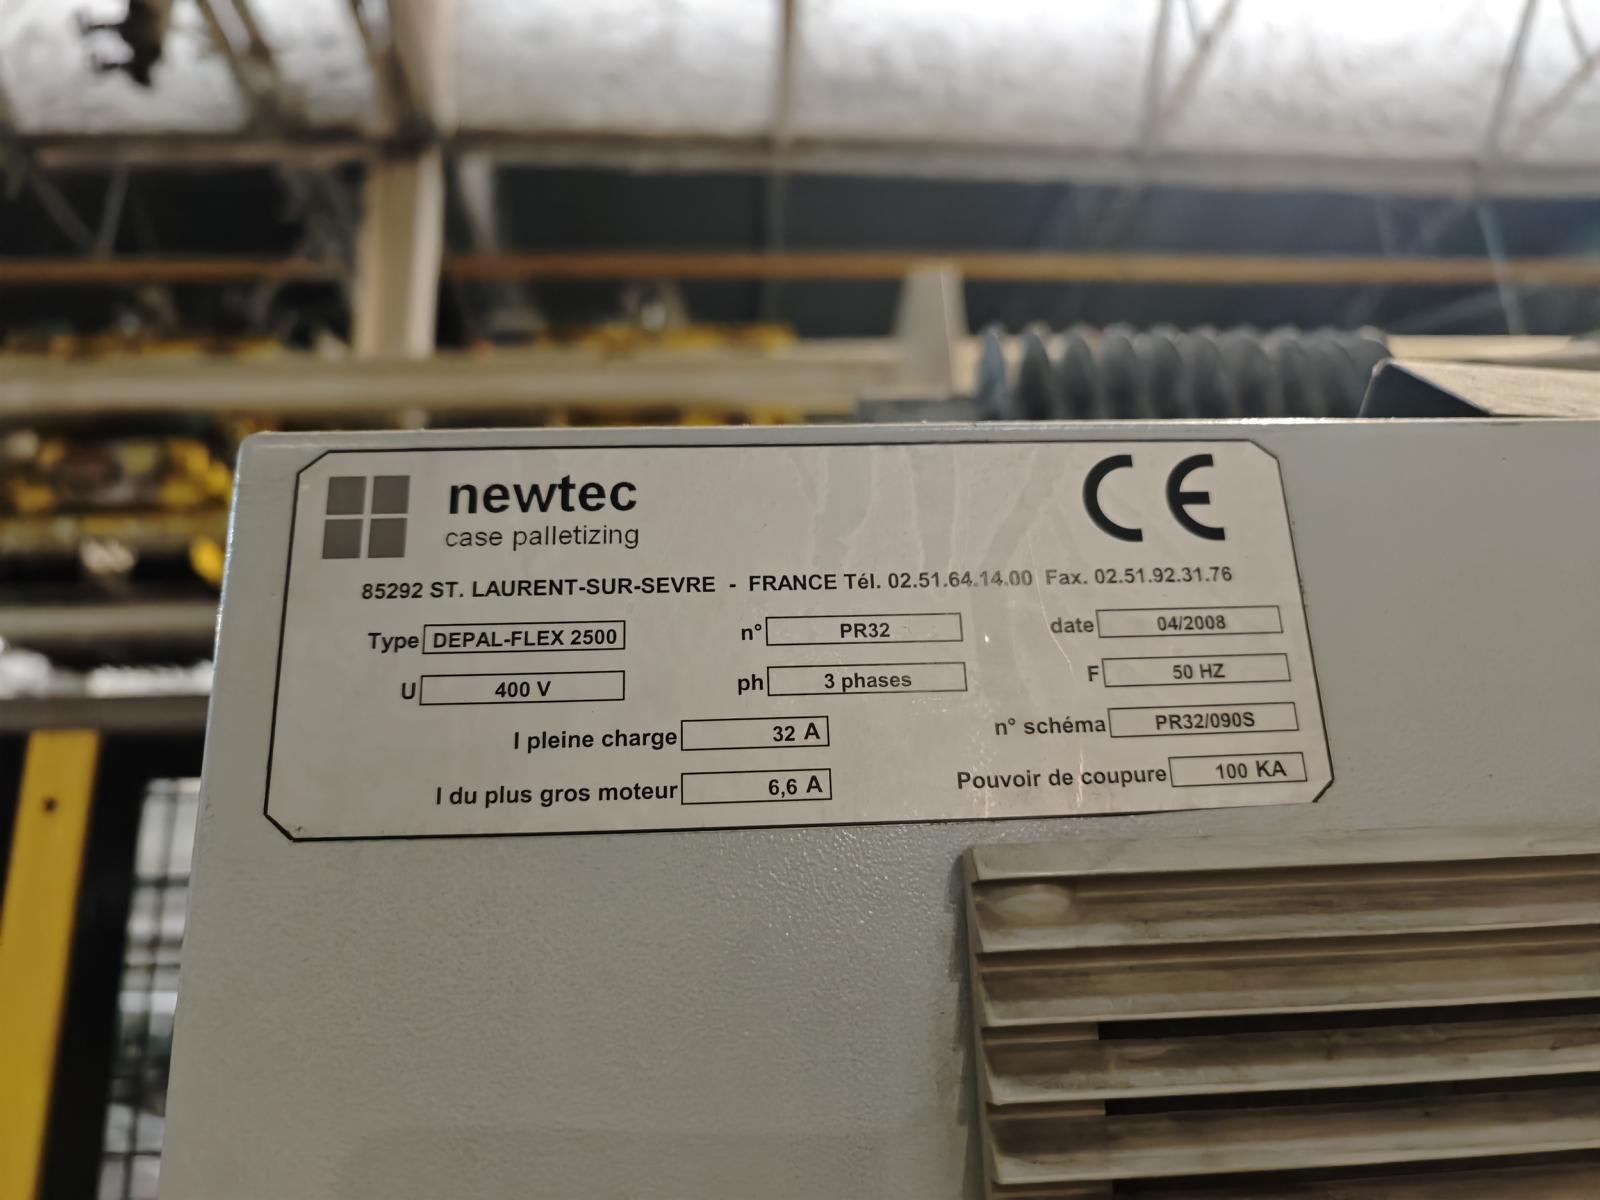 newtec
case palletizing
CE
85292 ST. LAURENT-SUR-SEVRE - FRANCE Tél. 02.51.64.14.00 Fax. 02.51.92.31.76
Type DEPAL-FLEX 2500 n° PR32 date 04/2008
U 400 V ph 3 phases F 50 HZ
I pleine charge 32 A n° schéma PR32/090S
I du plus gros moteur 6,6 A Pouvoir de coupure 100 KA